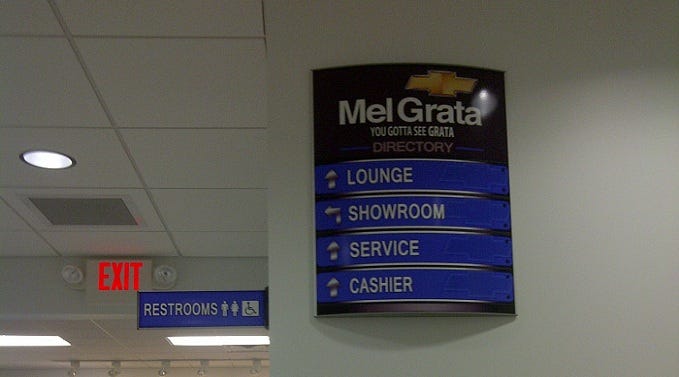 Mel Grata
YOU GOTTA SEE GRATA
DIRECTORY
LOUNGE
SHOWROOM
SERVICE
CASHIER
EXIT
RESTROOMS